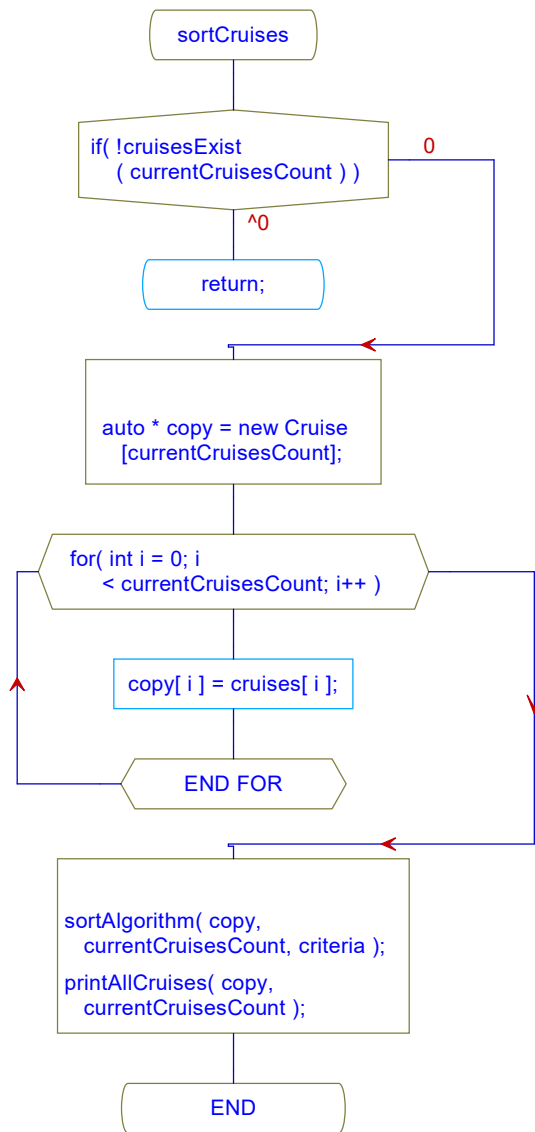 sortCruises
if( !cruisesExist
( currentCruisesCount ) )
0
^0
return;
auto * copy = new Cruise
[currentCruisesCount];
for( int i = 0; i
< currentCruisesCount; i++ )
copy[ i ] = cruises[ i ];
END FOR
sortAlgorithm( copy,
currentCruisesCount, criteria );
printAllCruises( copy,
currentCruisesCount );
END